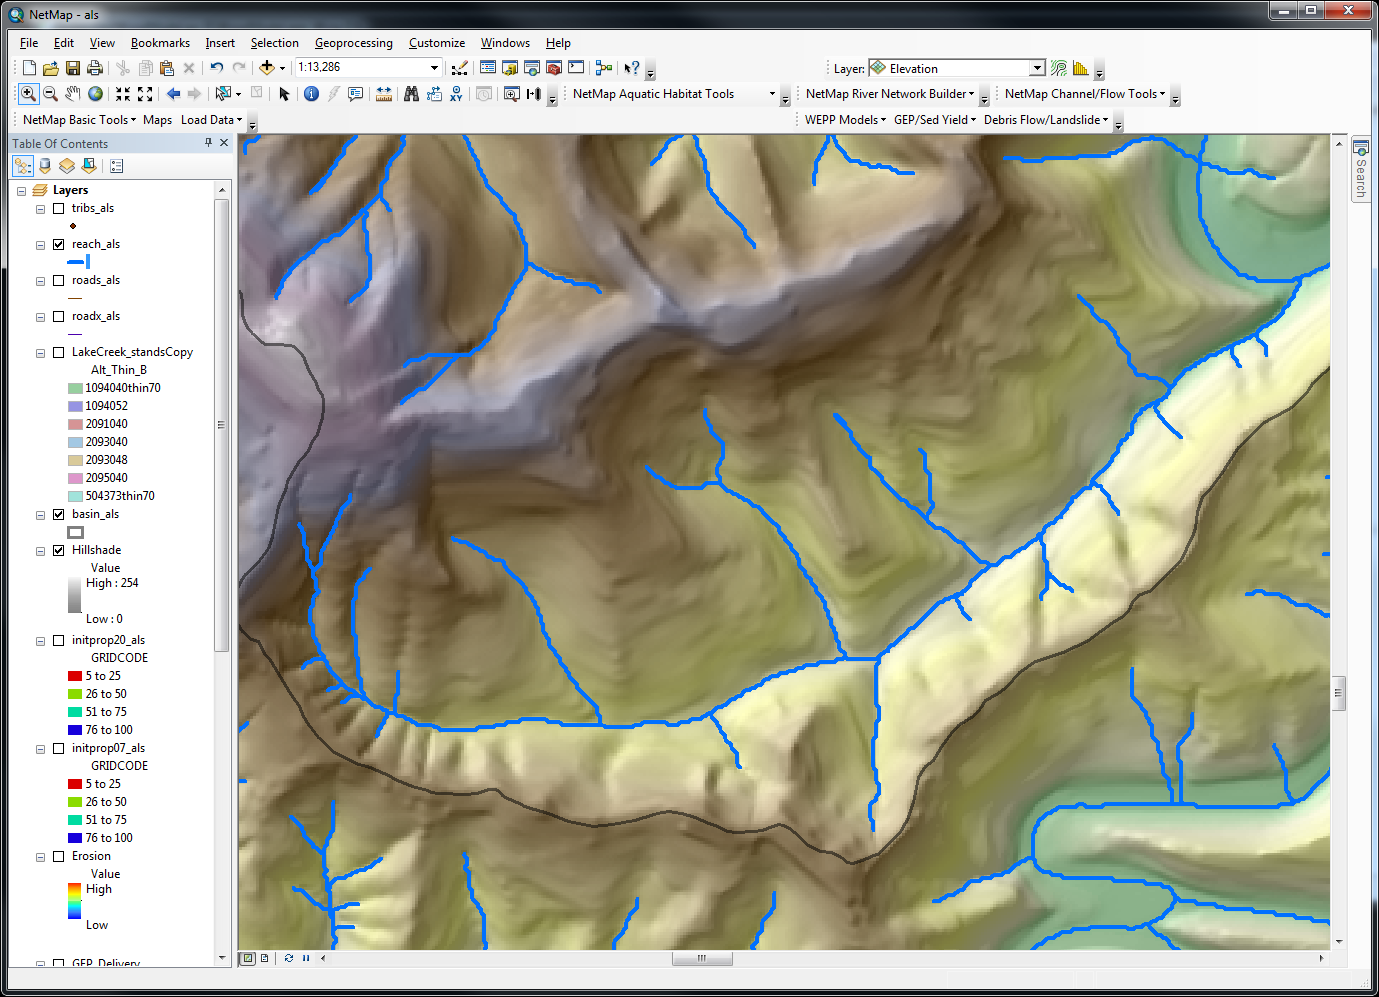 NetMap - als
File Edit View Bookmarks Insert Selection Geoprocessing Customize Windows Help
1:13,286
Layer: Elevation
NetMap Aquatic Habitat Tools NetMap River Network Builder NetMap Channel/Flow Tools
NetMap Basic Tools Maps Load Data WEPP Models GEP/Sed Yield Debris Flow/Landslide
Table Of Contents
Search
Layers
tribs_als
reach_als
roads_als
roadx_als
LakeCreek_standsCopy
Alt_Thin_B
1094040thin70
1094052
2091040
2093040
2093048
2095040
504373thin70
basin_als
Hillshade
Value
High : 254
Low : 0
initprop20_als
GRIDCODE
5 to 25
26 to 50
51 to 75
76 to 100
initprop07_als
GRIDCODE
5 to 25
26 to 50
51 to 75
76 to 100
Erosion
Value
High
Low
GEP_Delivery